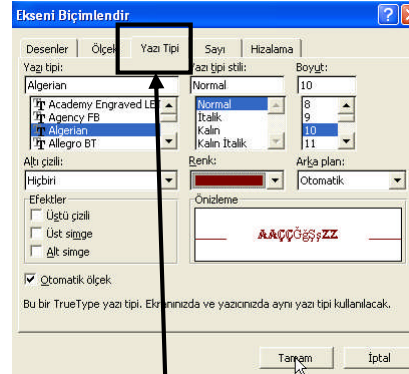 Ekseni Biçimlendir
Desenler Ölçek Yazı Tipi Sayı Hizalama
Yazı tipi: Yazı tipi stili: Boyut:
Algerian Normal 10
Academy Engraved LET Normal 8
Agency FB İtalik 9
Algerian Kalın 10
Allegro BT Kalın İtalik 11
Altı çizili: Renk: Arka plan:
Hiçbiri Otomatik
Efektler Önizleme
Üstü çizili
Üst simge AAÇÇĞğŞşZZ
Alt simge
Otomatik ölçek
Bu bir TrueType yazı tipi. Ekranınızda ve yazıcınızda aynı yazı tipi kullanılacak.
Tamam İptal